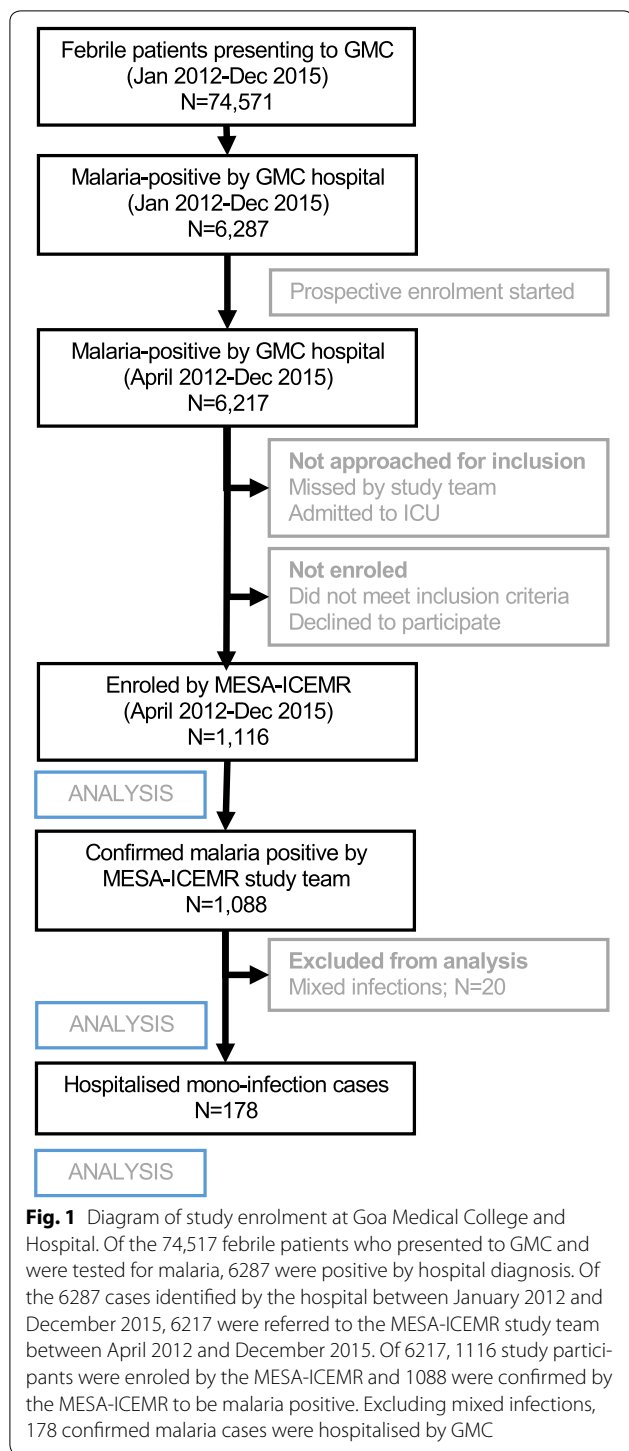 Febrile patients presenting to GMC
(Jan 2012-Dec 2015)
N=74,571
Malaria-positive by GMC hospital
(Jan 2012-Dec 2015)
N=6,287
Prospective enrolment started
Malaria-positive by GMC hospital
(April 2012-Dec 2015)
N=6,217
Not approached for inclusion
Missed by study team
Admitted to ICU
Not enroled
Did not meet inclusion criteria
Declined to participate
Enroled by MESA-ICEMR
(April 2012-Dec 2015)
N=1,116
ANALYSIS
Confirmed malaria positive by
MESA-ICEMR study team
N=1,088
Excluded from analysis
Mixed infections; N=20
ANALYSIS
Hospitalised mono-infection cases
N=178
ANALYSIS
Fig. 1 Diagram of study enrolment at Goa Medical College and
Hospital. Of the 74,517 febrile patients who presented to GMC and
were tested for malaria, 6287 were positive by hospital diagnosis. Of
the 6287 cases identified by the hospital between January 2012 and
December 2015, 6217 were referred to the MESA-ICEMR study team
between April 2012 and December 2015. Of 6217, 1116 study partici-
pants were enroled by the MESA-ICEMR and 1088 were confirmed by
the MESA-ICEMR to be malaria positive. Excluding mixed infections,
178 confirmed malaria cases were hospitalised by GMC